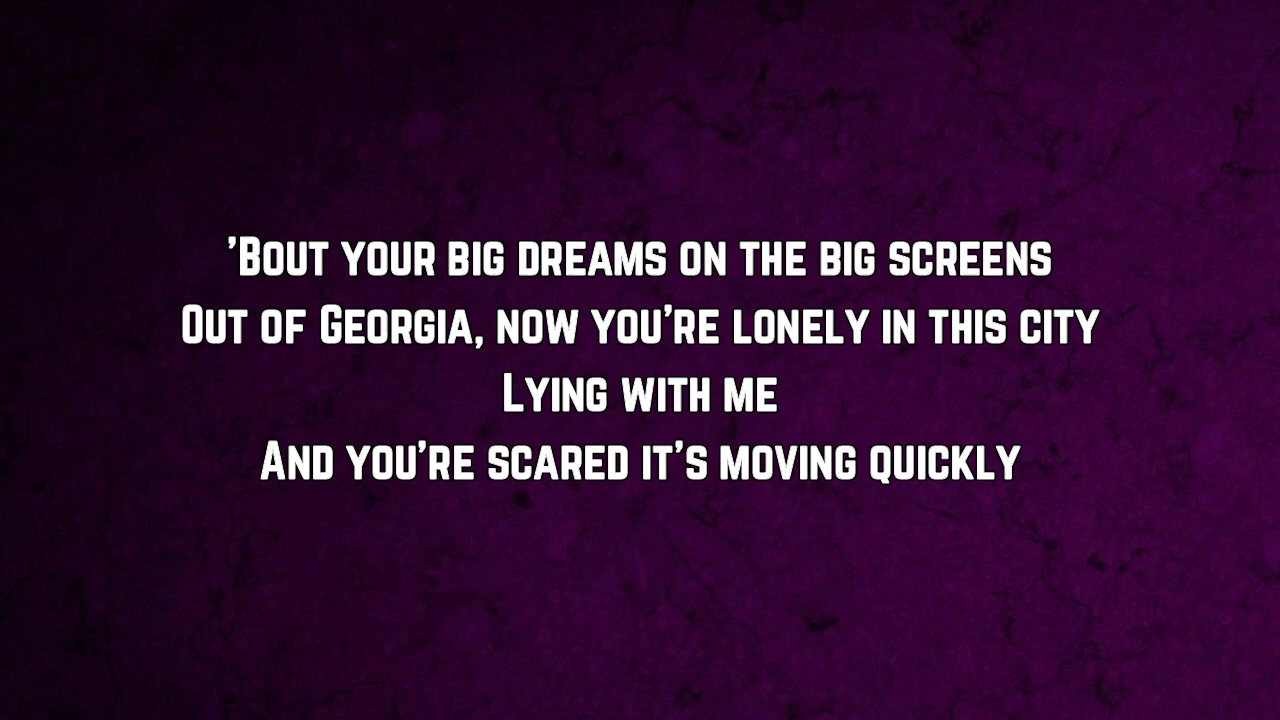 ’Bout your big dreams on the big screens
Out of Georgia, now you’re lonely in this city
Lying with me
And you’re scared it’s moving quickly